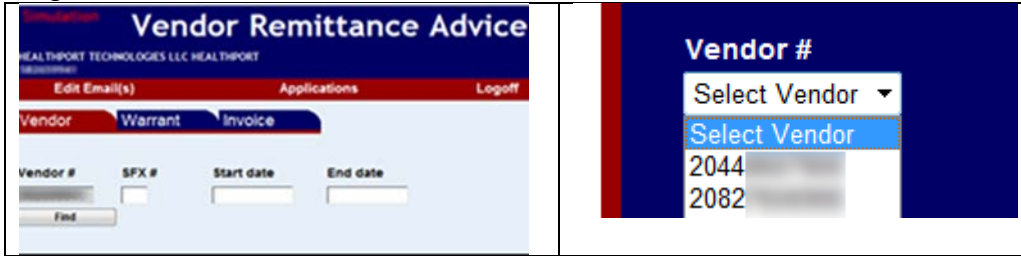 Simulation
Vendor Remittance Advice
HEALTHPORT TECHNOLOGIES LLC HEALTHPORT
Edit Email(s) Applications Logoff
Vendor Warrant Invoice
Vendor # SFX # Start date End date
Find
Vendor #
Select Vendor
Select Vendor
2044
2082